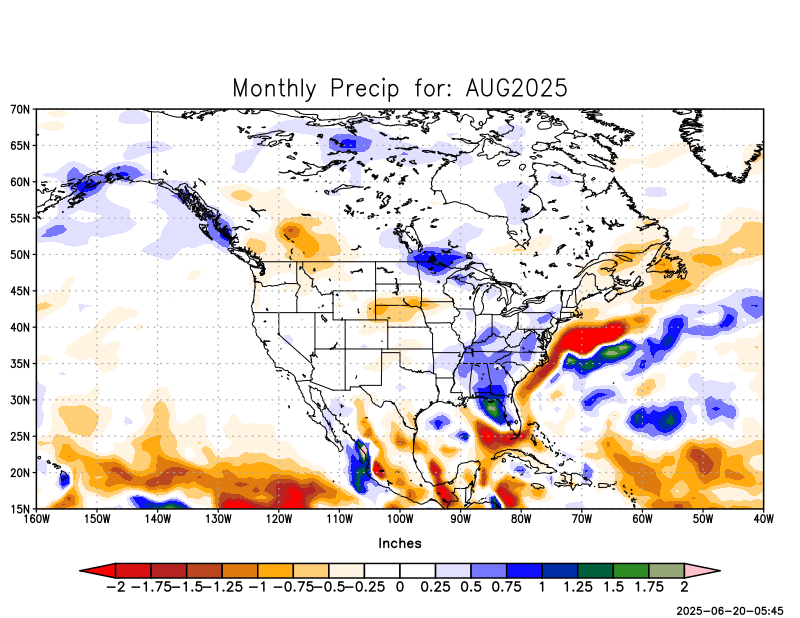 Monthly Precip for: AUG2025
70N
65N
60N
55N
50N
45N
40N
35N
30N
25N
20N
15N
160W 150W 140W 130W 120W 110W 100W 90W 80W 70W 60W 50W 40W
Inches
-2 -1.75-1.5-1.25 -1 -0.75-0.5-0.25 0 0.25 0.5 0.75 1 1.25 1.5 1.75 2
2025-06-20-05:45